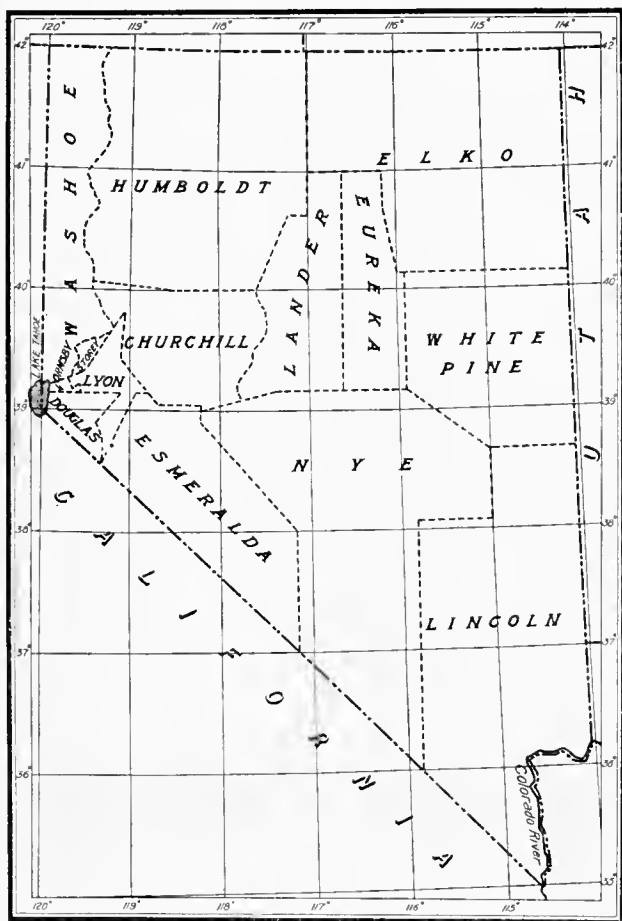 120° 119° 118° 117° 116° 115° 114°
42° 42°
WASHOE
HUMBOLDT
ELKO
UTAH
41° 41°
LANDER
EUREKA
40° 40°
LAKE TAHOE
ORMSBY
STOREY
LYON
CHURCHILL
WHITE
PINE
39° 39°
DOUGLAS
ESMERALDA
NYE
38° 38°
CALIFORNIA
LINCOLN
37° 37°
36° 36°
Colorado River
35°
120° 119° 118° 117° 116° 115°